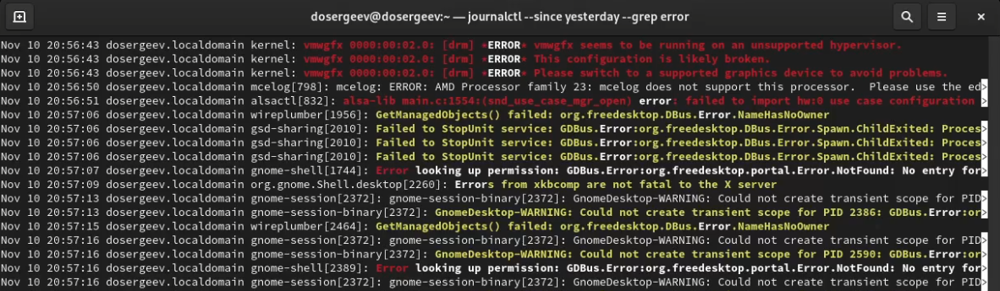 dosergeev@dosergeev:~ — journalctl --since yesterday --grep error
Nov 10 20:56:43 dosergeev.localdomain kernel: vmwgfx 0000:00:02.0: [drm] *ERROR* vmwgfx seems to be running on an unsupported hypervisor.
Nov 10 20:56:43 dosergeev.localdomain kernel: vmwgfx 0000:00:02.0: [drm] *ERROR* This configuration is likely broken.
Nov 10 20:56:43 dosergeev.localdomain kernel: vmwgfx 0000:00:02.0: [drm] *ERROR* Please switch to a supported graphics device to avoid problems.
Nov 10 20:56:50 dosergeev.localdomain mcelog[798]: mcelog: ERROR: AMD Processor family 23: mcelog does not support this processor.  Please use the ed>
Nov 10 20:56:51 dosergeev.localdomain alsactl[832]: alsa-lib main.c:1554:(snd_use_case_mgr_open) error: failed to import hw:0 use case configuration >
Nov 10 20:57:06 dosergeev.localdomain wireplumber[1956]: GetManagedObjects() failed: org.freedesktop.DBus.Error.NameHasNoOwner
Nov 10 20:57:06 dosergeev.localdomain gsd-sharing[2010]: Failed to StopUnit service: GDBus.Error:org.freedesktop.DBus.Error.Spawn.ChildExited: Proces>
Nov 10 20:57:06 dosergeev.localdomain gsd-sharing[2010]: Failed to StopUnit service: GDBus.Error:org.freedesktop.DBus.Error.Spawn.ChildExited: Proces>
Nov 10 20:57:06 dosergeev.localdomain gsd-sharing[2010]: Failed to StopUnit service: GDBus.Error:org.freedesktop.DBus.Error.Spawn.ChildExited: Proces>
Nov 10 20:57:07 dosergeev.localdomain gnome-shell[1744]: Error looking up permission: GDBus.Error:org.freedesktop.portal.Error.NotFound: No entry for>
Nov 10 20:57:09 dosergeev.localdomain org.gnome.Shell.desktop[2260]: Errors from xkbcomp are not fatal to the X server
Nov 10 20:57:13 dosergeev.localdomain gnome-session[2372]: gnome-session-binary[2372]: GnomeDesktop-WARNING: Could not create transient scope for PID>
Nov 10 20:57:13 dosergeev.localdomain gnome-session-binary[2372]: GnomeDesktop-WARNING: Could not create transient scope for PID 2386: GDBus.Error:or>
Nov 10 20:57:15 dosergeev.localdomain wireplumber[2464]: GetManagedObjects() failed: org.freedesktop.DBus.Error.NameHasNoOwner
Nov 10 20:57:16 dosergeev.localdomain gnome-session[2372]: gnome-session-binary[2372]: GnomeDesktop-WARNING: Could not create transient scope for PID>
Nov 10 20:57:16 dosergeev.localdomain gnome-session-binary[2372]: GnomeDesktop-WARNING: Could not create transient scope for PID 2590: GDBus.Error:or>
Nov 10 20:57:16 dosergeev.localdomain gnome-shell[2389]: Error looking up permission: GDBus.Error:org.freedesktop.portal.Error.NotFound: No entry for>
Nov 10 20:57:16 dosergeev.localdomain gnome-session[2372]: gnome-session-binary[2372]: GnomeDesktop-WARNING: Could not create transient scope for PID>